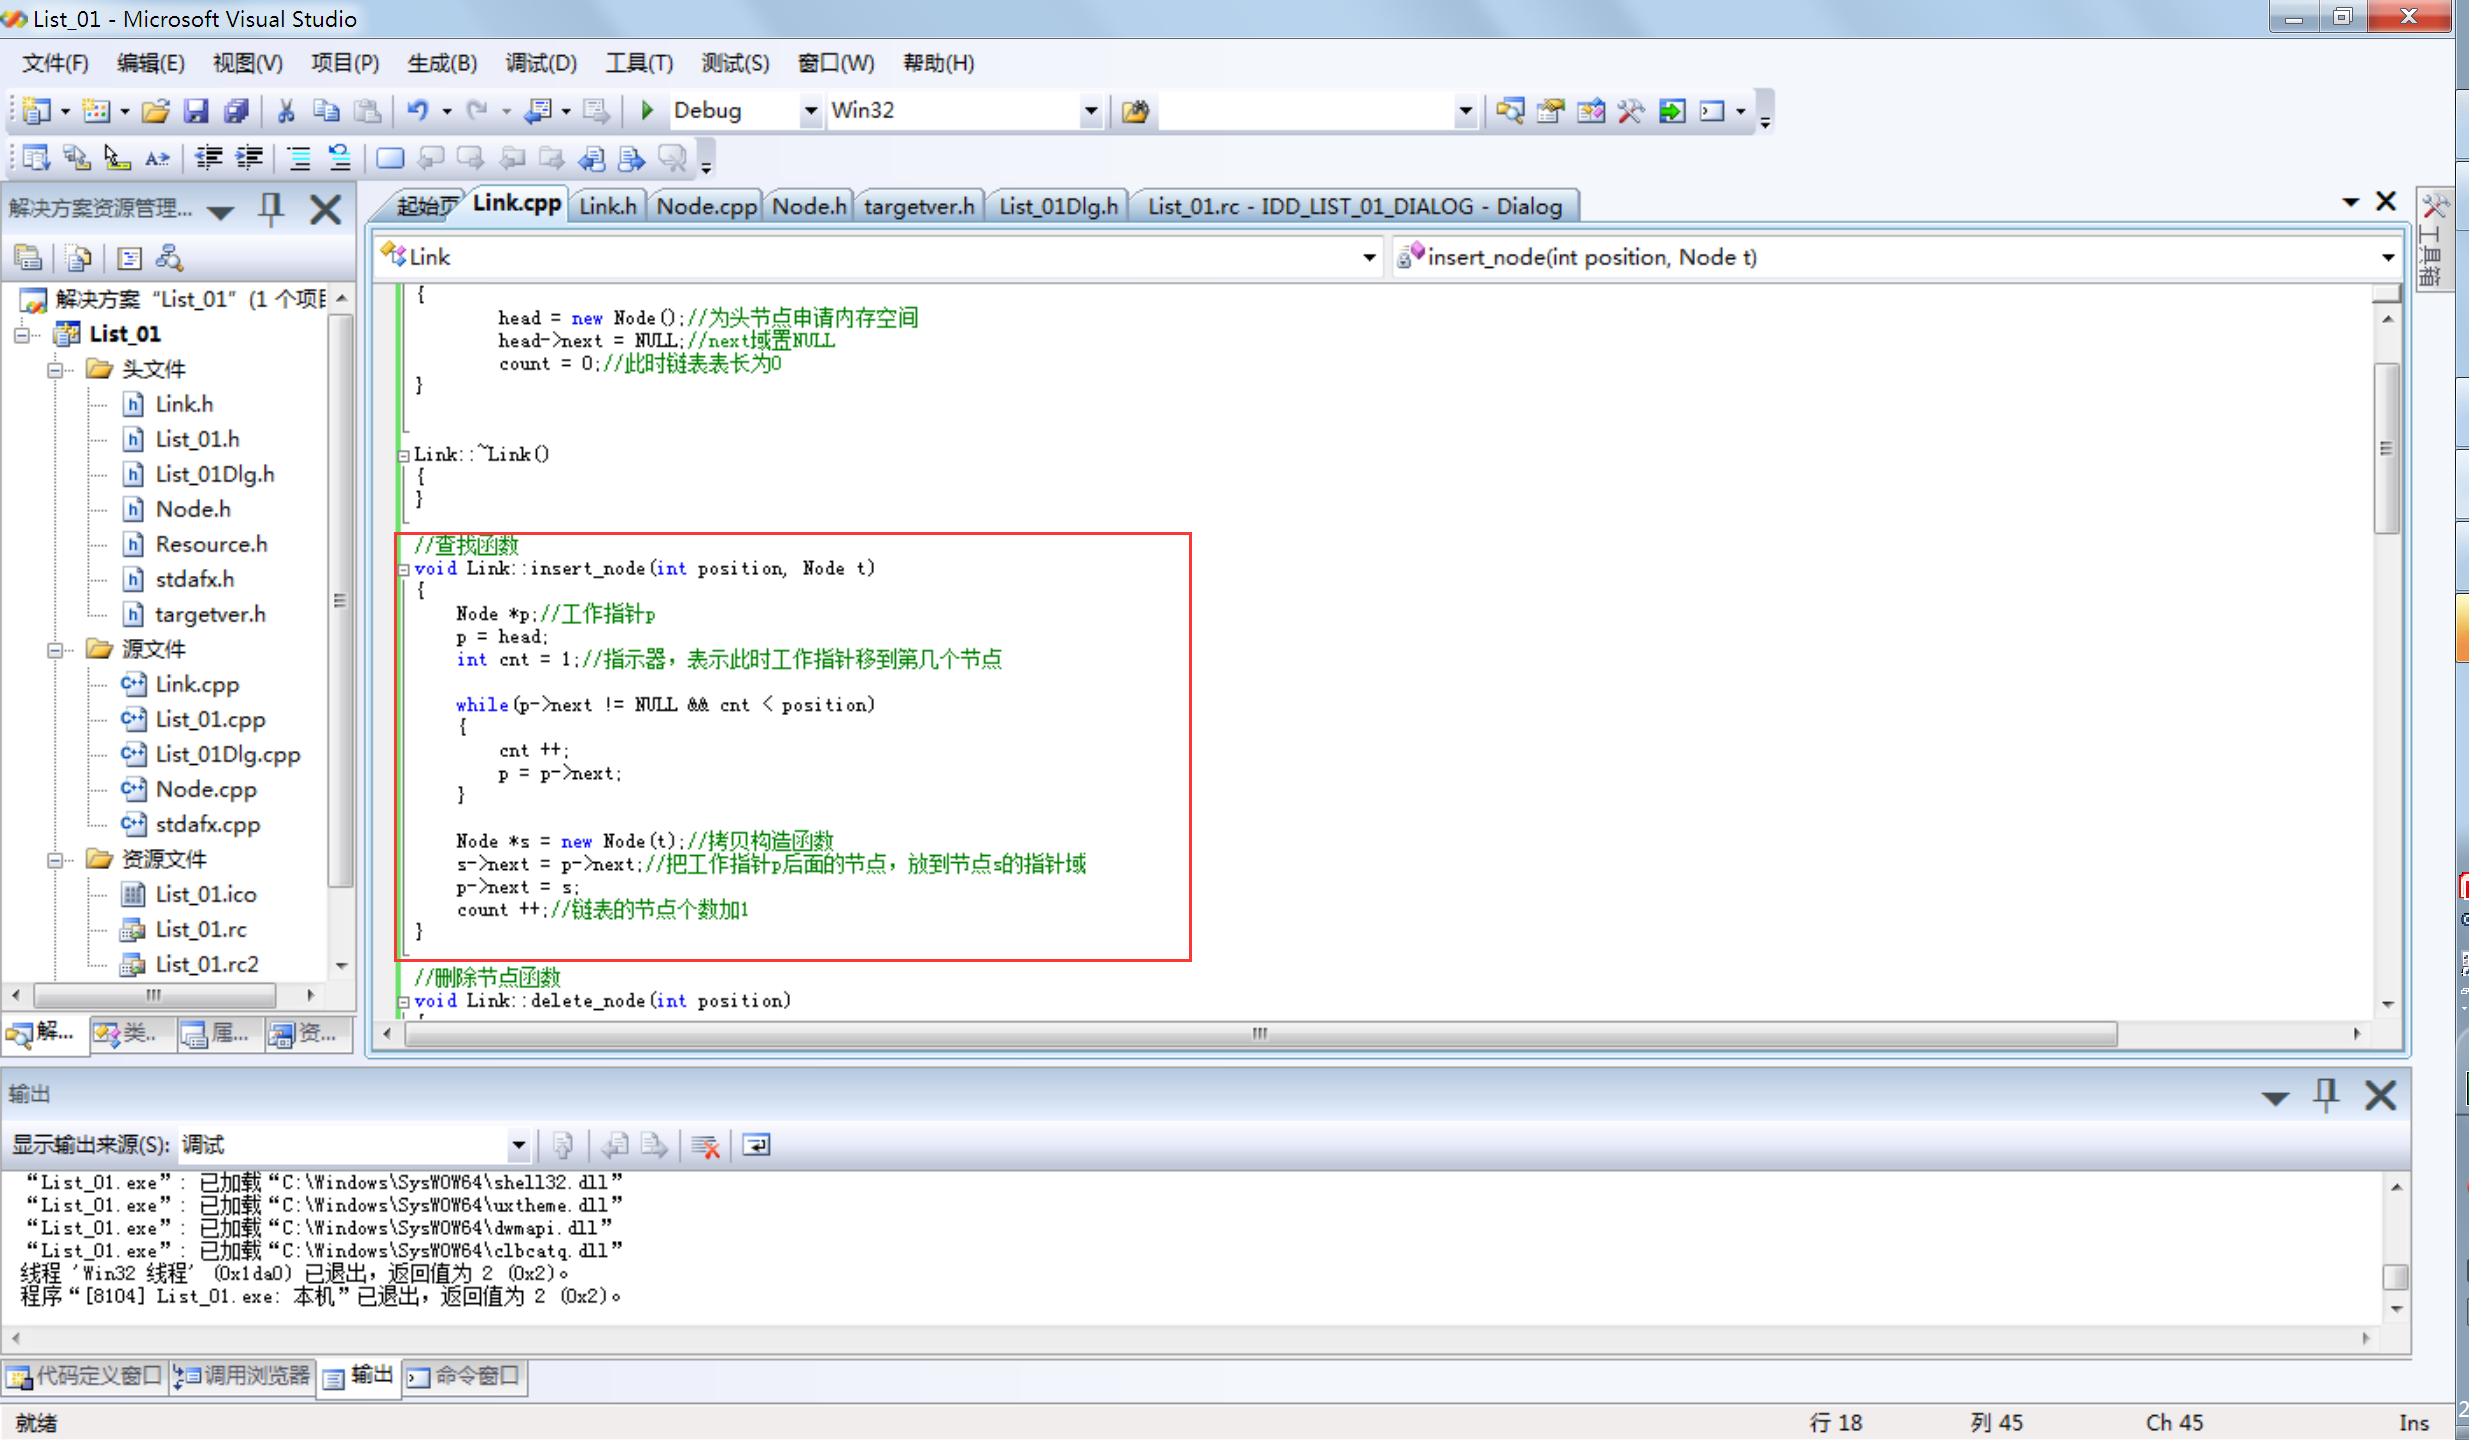 List_01 - Microsoft Visual Studio
文件(F) 编辑(E) 视图(V) 项目(P) 生成(B) 调试(D) 工具(T) 测试(S) 窗口(W) 帮助(H)
Debug Win32
解决方案资源管理...
起始页 Link.cpp Link.h Node.cpp Node.h targetver.h List_01Dlg.h List_01.rc - IDD_LIST_01_DIALOG - Dialog
工具箱
Link insert_node(int position, Node t)
解决方案 “List_01” (1 个项目
List_01
头文件
Link.h
List_01.h
List_01Dlg.h
Node.h
Resource.h
stdafx.h
targetver.h
源文件
Link.cpp
List_01.cpp
List_01Dlg.cpp
Node.cpp
stdafx.cpp
资源文件
List_01.ico
List_01.rc
List_01.rc2
解... 类.. 属... 资...
{
head = new Node();//为头节点申请内存空间
head->next = NULL;//next域置NULL
count = 0;//此时链表表长为0
}
Link::~Link()
{
}
//查找函数
void Link::insert_node(int position, Node t)
{
Node *p;//工作指针p
p = head;
int cnt = 1;//指示器，表示此时工作指针移到第几个节点
while(p->next != NULL && cnt < position)
{
cnt ++;
p = p->next;
}
Node *s = new Node(t);//拷贝构造函数
s->next = p->next;//把工作指针p后面的节点，放到节点s的指针域
p->next = s;
count ++;//链表的节点个数加1
}
//删除节点函数
void Link::delete_node(int position)
输出
显示输出来源(S): 调试
“List_01.exe”: 已加载“C:\Windows\SysWOW64\shell32.dll”
“List_01.exe”: 已加载“C:\Windows\SysWOW64\uxtheme.dll”
“List_01.exe”: 已加载“C:\Windows\SysWOW64\dwmapi.dll”
“List_01.exe”: 已加载“C:\Windows\SysWOW64\clbcatq.dll”
线程 'Win32 线程' (0x1da0) 已退出，返回值为 2 (0x2)。
程序“[8104] List_01.exe: 本机”已退出，返回值为 2 (0x2)。
代码定义窗口 调用浏览器 输出 命令窗口
就绪 行 18 列 45 Ch 45 Ins